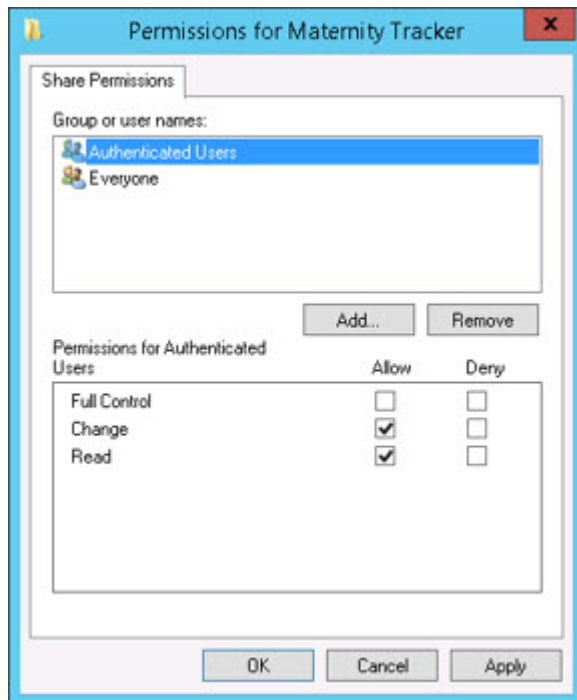 Permissions for Maternity Tracker
x
Share Permissions
Group or user names:
Authenticated Users
Everyone
Add...
Remove
Permissions for Authenticated
Users
Allow
Deny
Full Control
Change
Read
OK
Cancel
Apply